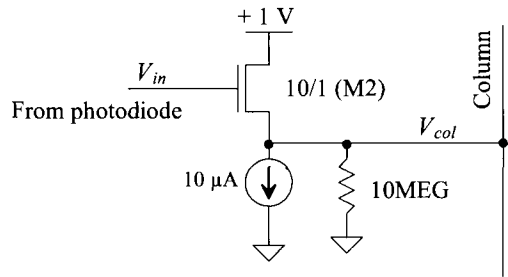 + 1 V
V_in
10/1 (M2)
From photodiode
Column
V_col
10 µA
10MEG